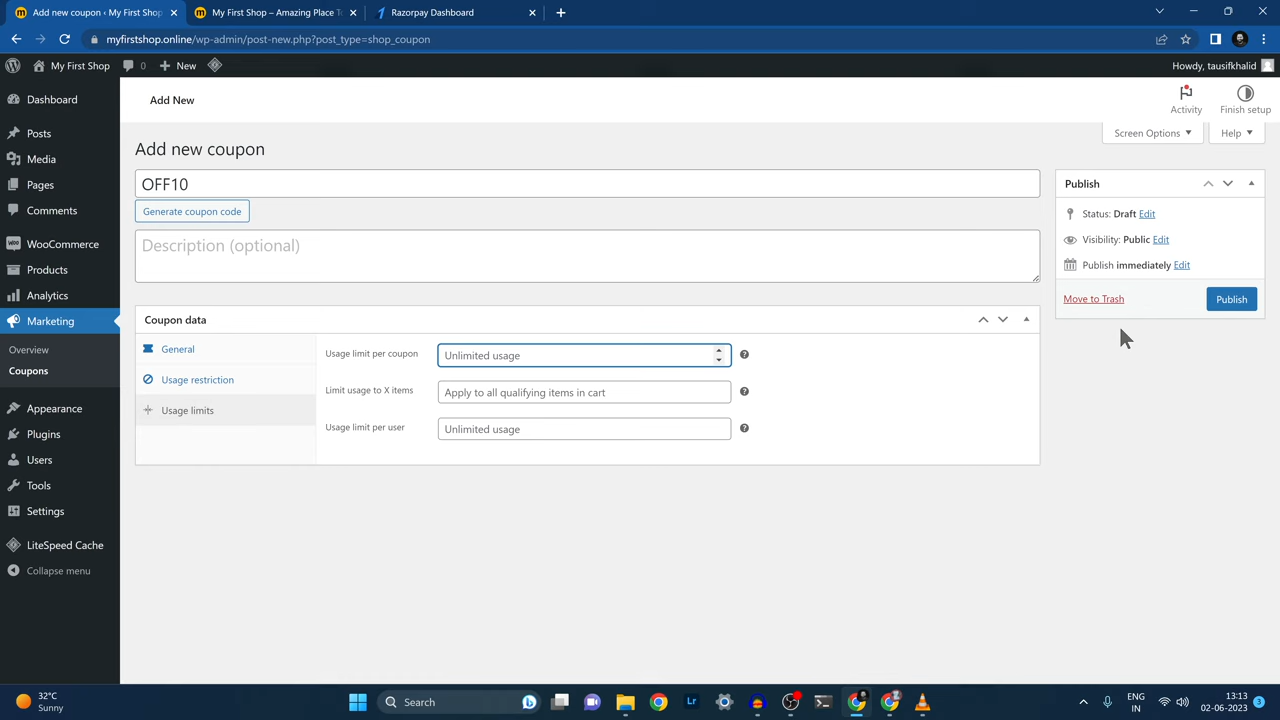 Add new coupon ‹ My First Shop
My First Shop – Amazing Place T
Razorpay Dashboard
myfirstshop.online/wp-admin/post-new.php?post_type=shop_coupon
My First Shop
0
New
Howdy, tausifkhalid
Dashboard
Posts
Media
Pages
Comments
WooCommerce
Products
Analytics
Marketing
Overview
Coupons
Appearance
Plugins
Users
Tools
Settings
LiteSpeed Cache
Collapse menu
Add New
Activity
Finish setup
Screen Options
Help
Add new coupon
OFF10
Generate coupon code
Description (optional)
Coupon data
General
Usage restriction
Usage limits
Usage limit per coupon
Unlimited usage
Limit usage to X items
Apply to all qualifying items in cart
Usage limit per user
Unlimited usage
Publish
Status: Draft Edit
Visibility: Public Edit
Publish immediately Edit
Move to Trash
Publish
32°C
Sunny
Search
Lr
ENG
IN
13:13
02-06-2023
3